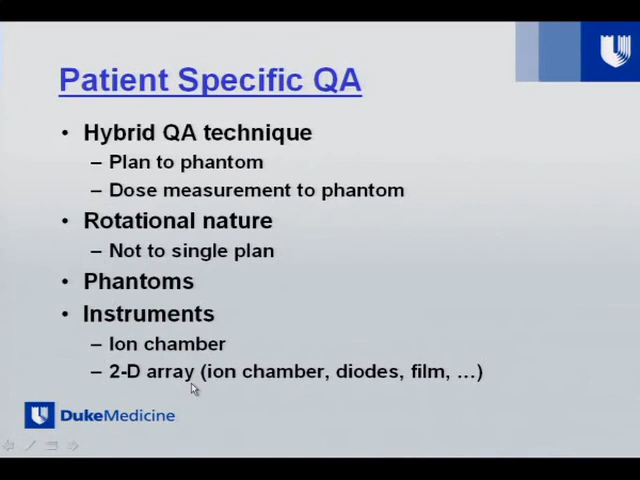 Patient Specific QA
• Hybrid QA technique
– Plan to phantom
– Dose measurement to phantom
• Rotational nature
– Not to single plan
• Phantoms
• Instruments
– Ion chamber
– 2-D array (ion chamber, diodes, film, …)
DukeMedicine